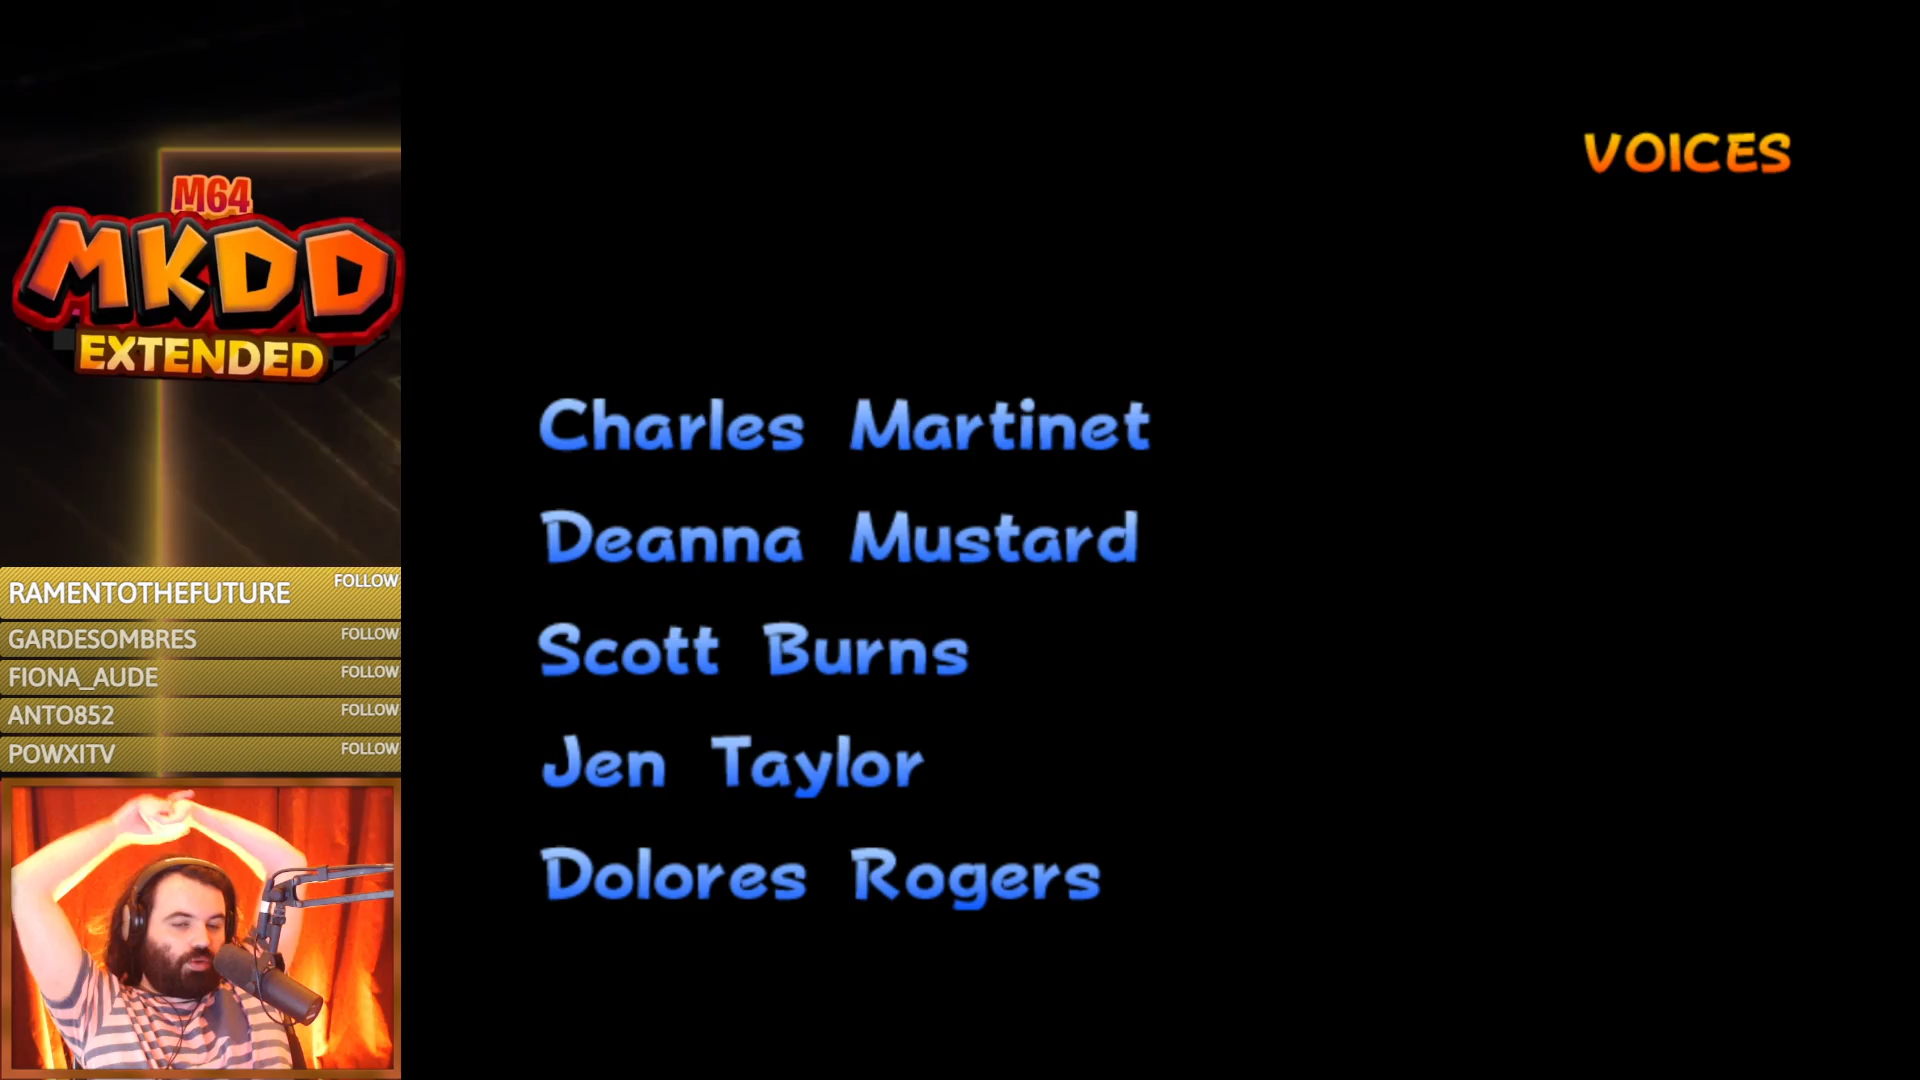 M64
MKDD
EXTENDED
RAMENTOTHEFUTURE FOLLOW
GARDESOMBRES FOLLOW
FIONA_AUDE FOLLOW
ANTO852 FOLLOW
POWXITV FOLLOW
VOICES
Charles Martinet
Deanna Mustard
Scott Burns
Jen Taylor
Dolores Rogers